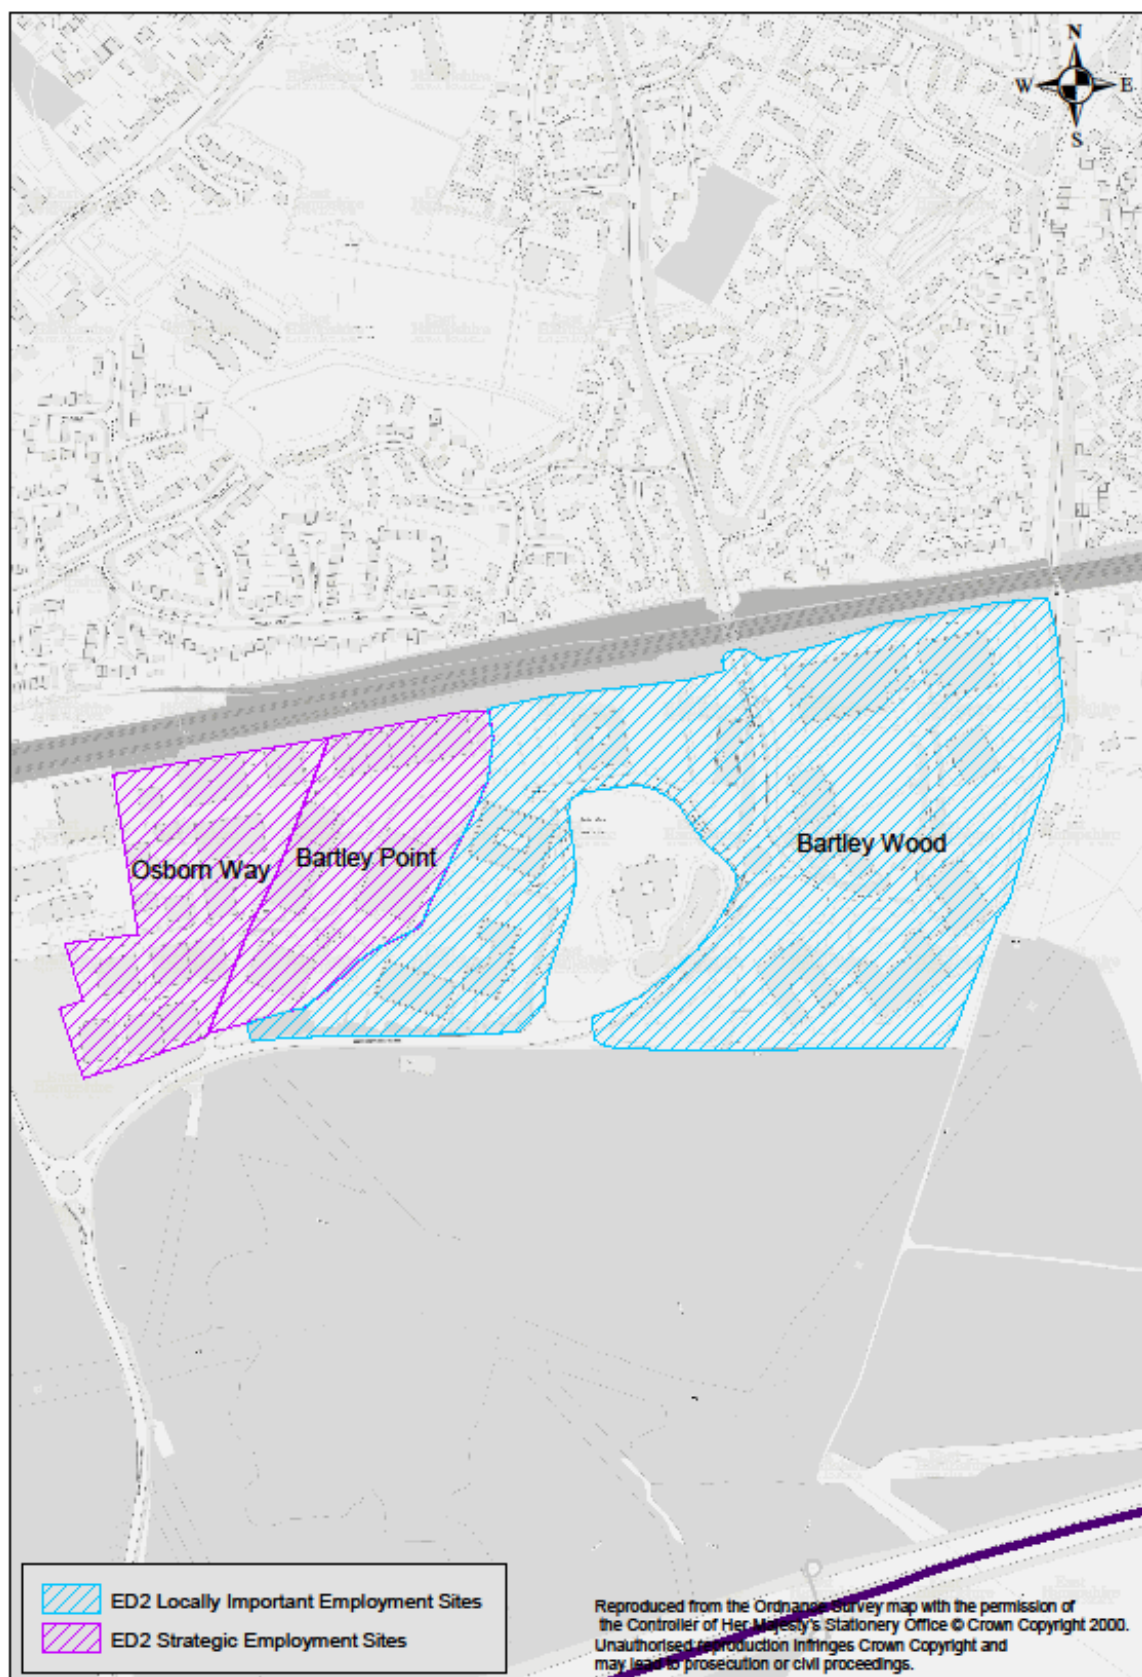 N
W E
S
Osborn Way
Bartley Point
Bartley Wood
ED2 Locally Important Employment Sites
ED2 Strategic Employment Sites
Reproduced from the Ordnance Survey map with the permission of
the Controller of Her Majesty's Stationery Office © Crown Copyright 2000.
Unauthorised reproduction infringes Crown Copyright and
may lead to prosecution or civil proceedings.